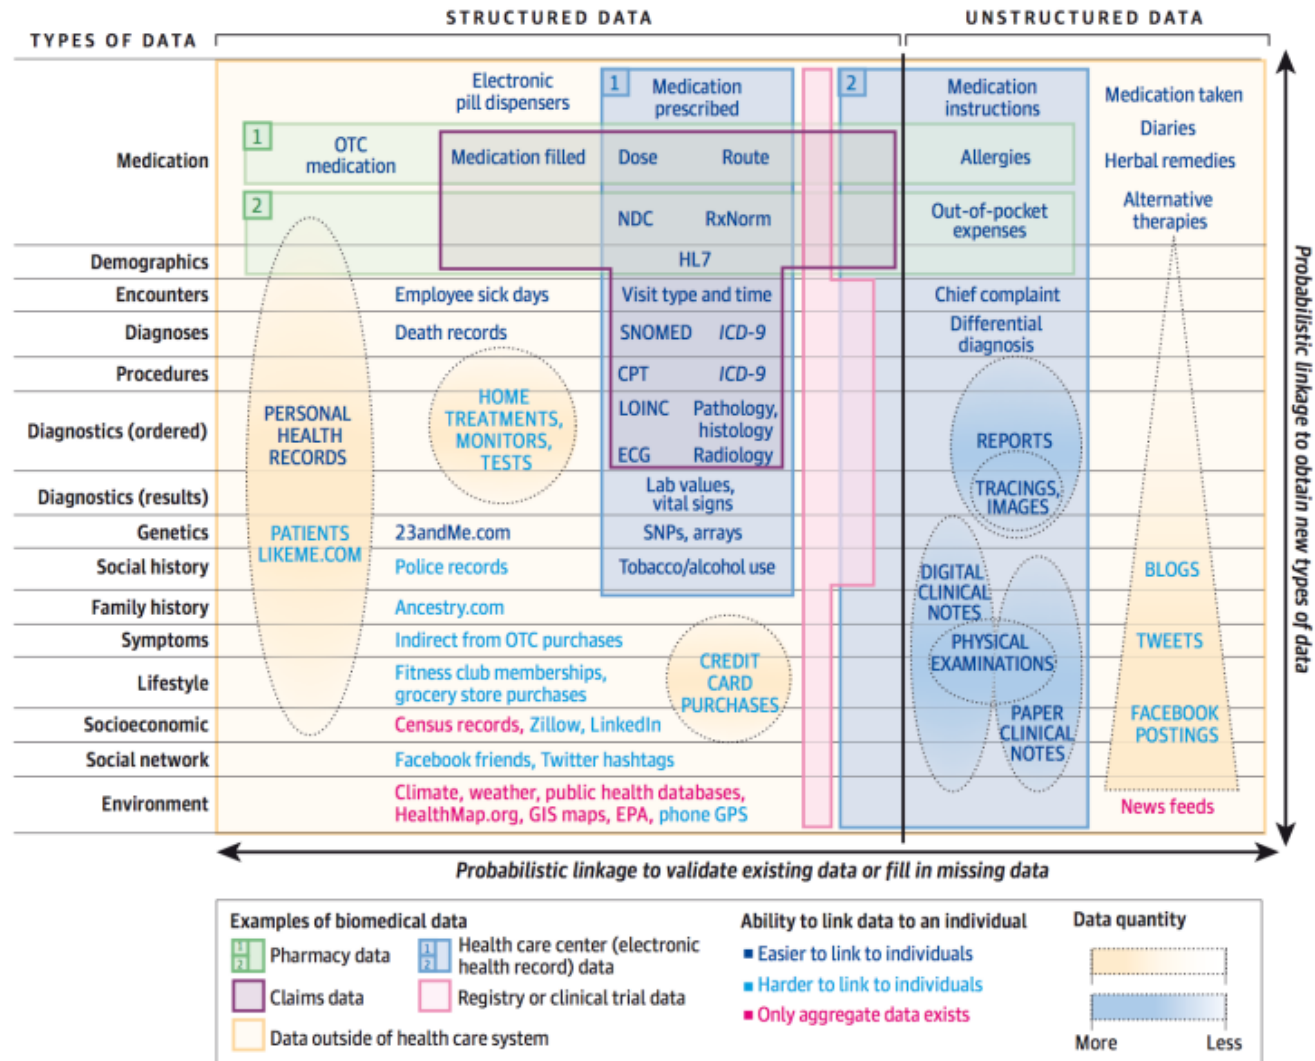 STRUCTURED DATA
UNSTRUCTURED DATA
TYPES OF DATA
Electronic
pill dispensers
1
Medication
prescribed
2
Medication
instructions
Medication taken
Diaries
1
OTC
medication
Medication
Medication filled
Dose
Route
Allergies
Herbal remedies
2
NDC
RxNorm
Out-of-pocket
expenses
Alternative
therapies
Demographics
HL7
Encounters
Employee sick days
Visit type and time
Chief complaint
Diagnoses
Death records
SNOMED
ICD-9
Differential
diagnosis
Procedures
CPT
ICD-9
HOME
TREATMENTS,
MONITORS,
TESTS
Diagnostics (ordered)
PERSONAL
HEALTH
RECORDS
LOINC
Pathology,
histology
ECG
Radiology
REPORTS
Diagnostics (results)
Lab values,
vital signs
TRACINGS,
IMAGES
Genetics
PATIENTS
LIKEME.COM
23andMe.com
SNPs, arrays
Social history
Police records
Tobacco/alcohol use
DIGITAL
CLINICAL
NOTES
BLOGS
Family history
Ancestry.com
Symptoms
Indirect from OTC purchases
PHYSICAL
EXAMINATIONS
TWEETS
Lifestyle
Fitness club memberships,
grocery store purchases
CREDIT
CARD
PURCHASES
Socioeconomic
Census records, Zillow, LinkedIn
PAPER
CLINICAL
NOTES
FACEBOOK
POSTINGS
Social network
Facebook friends, Twitter hashtags
Environment
Climate, weather, public health databases,
HealthMap.org, GIS maps, EPA, phone GPS
News feeds
Probabilistic linkage to obtain new types of data
Probabilistic linkage to validate existing data or fill in missing data
Examples of biomedical data
1
2
Pharmacy data
1
2
Health care center (electronic
health record) data
Claims data
Registry or clinical trial data
Data outside of health care system
Ability to link data to an individual
Easier to link to individuals
Harder to link to individuals
Only aggregate data exists
Data quantity
More
Less